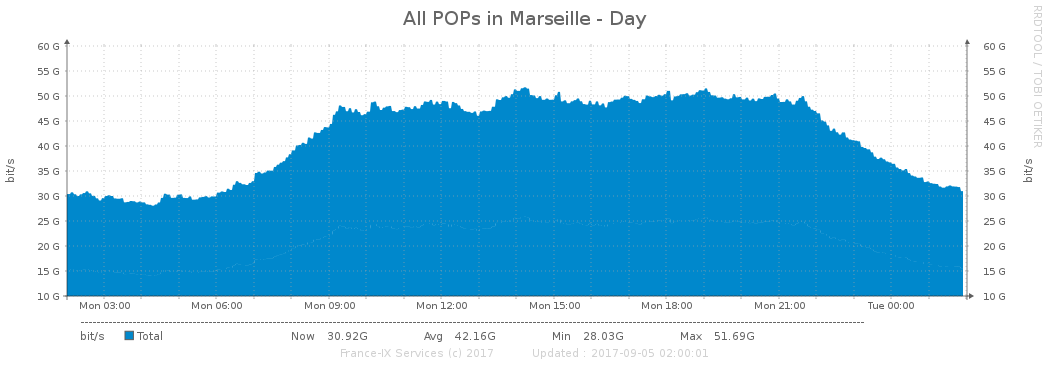 All POPs in Marseille - Day
RRDTOOL / TOBI OETIKER
60 G 60 G
55 G 55 G
50 G 50 G
45 G 45 G
40 G 40 G
35 G 35 G
30 G 30 G
25 G 25 G
20 G 20 G
15 G 15 G
10 G 10 G
bit/s
bit/s
Mon 03:00 Mon 06:00 Mon 09:00 Mon 12:00 Mon 15:00 Mon 18:00 Mon 21:00 Tue 00:00
bit/s Total Now 30.92G Avg 42.16G Min 28.03G Max 51.69G
France-IX Services (c) 2017 Updated : 2017-09-05 02:00:01